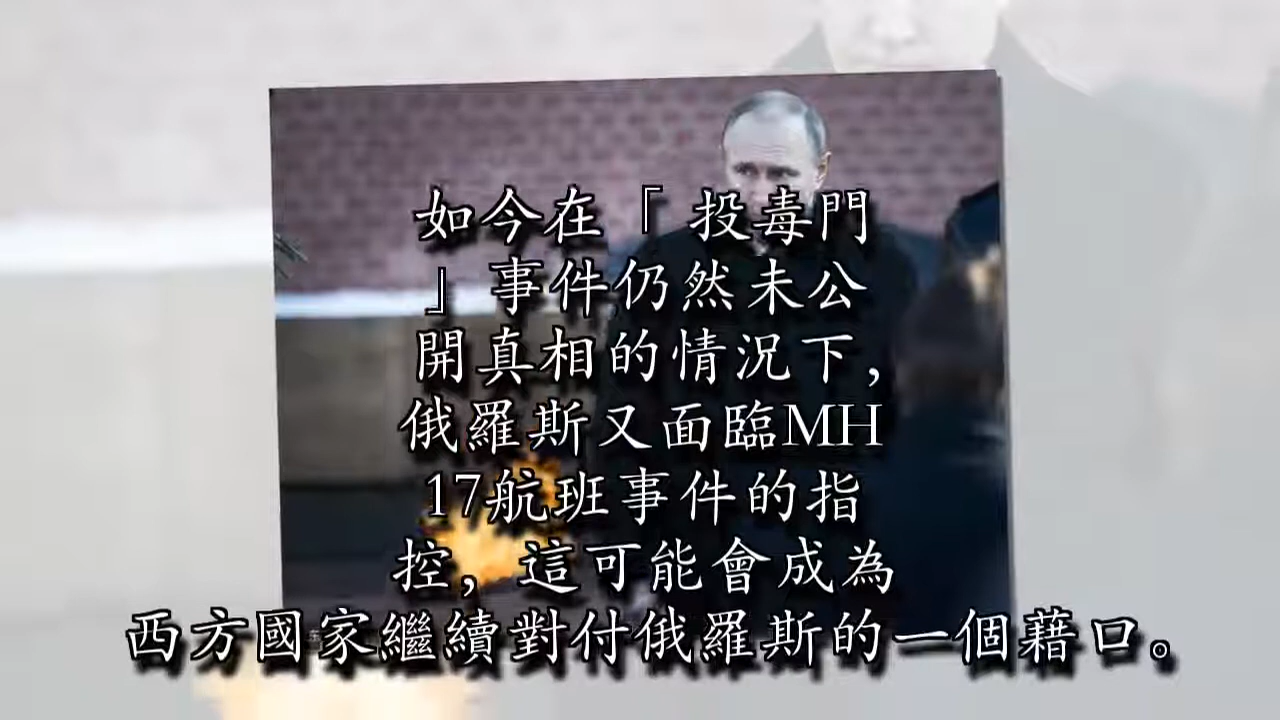 如今在「 投毒門
」 事件仍然未公
開真相的情況下,
俄羅斯又面臨MH
17航班事件的指
控, 這可能會成為
西方國家繼續對付俄羅斯的一個藉口。